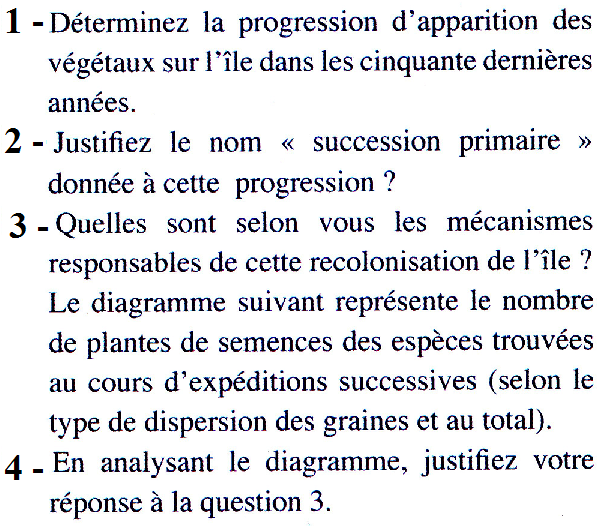 1 - Déterminez la progression d'apparition des
végétaux sur l'île dans les cinquante dernières
années.
2 - Justifiez le nom « succession primaire »
donnée à cette progression ?
3 - Quelles sont selon vous les mécanismes
responsables de cette recolonisation de l'île ?
Le diagramme suivant représente le nombre
de plantes de semences des espèces trouvées
au cours d'expéditions successives (selon le
type de dispersion des graines et au total).
4 - En analysant le diagramme, justifiez votre
réponse à la question 3.